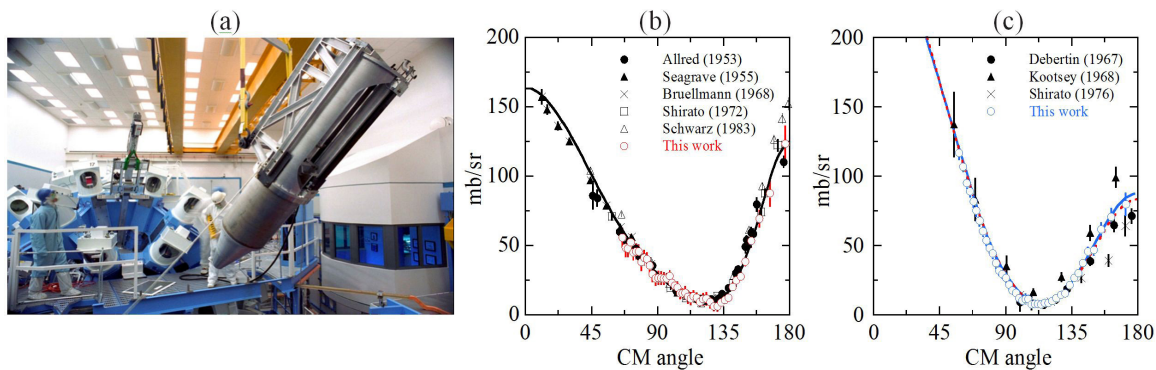 (a)
(b)
(c)
200
150
100
50
0
mb/sr
0
45
90
135
180
CM angle
Allred (1953)
Seagrave (1955)
Bruellmann (1968)
Shirato (1972)
Schwarz (1983)
This work
200
150
100
50
0
mb/sr
0
45
90
135
180
CM angle
Debertin (1967)
Kootsey (1968)
Shirato (1976)
This work